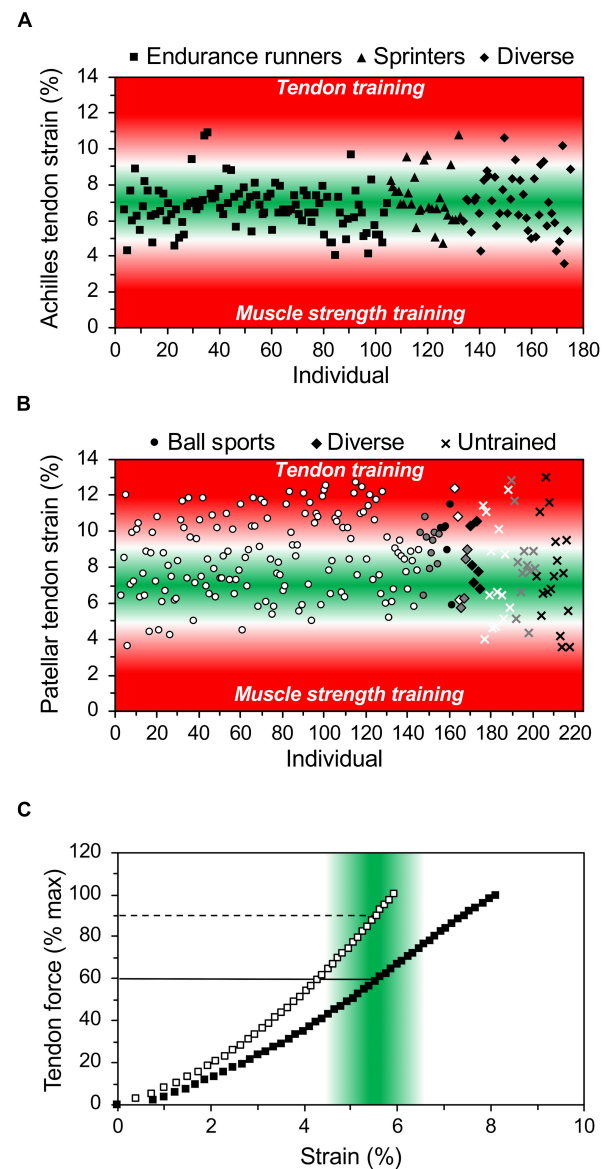 A
■ Endurance runners ▲ Sprinters ◆ Diverse
Achilles tendon strain (%)
14
12
10
8
6
4
2
0
Tendon training
Muscle strength training
0 20 40 60 80 100 120 140 160 180
Individual
B
● Ball sports ◆ Diverse × Untrained
Patellar tendon strain (%)
14
12
10
8
6
4
2
0
Tendon training
Muscle strength training
0 20 40 60 80 100 120 140 160 180 200 220
Individual
C
Tendon force (% max)
120
100
80
60
40
20
0
0 2 4 6 8 10
Strain (%)